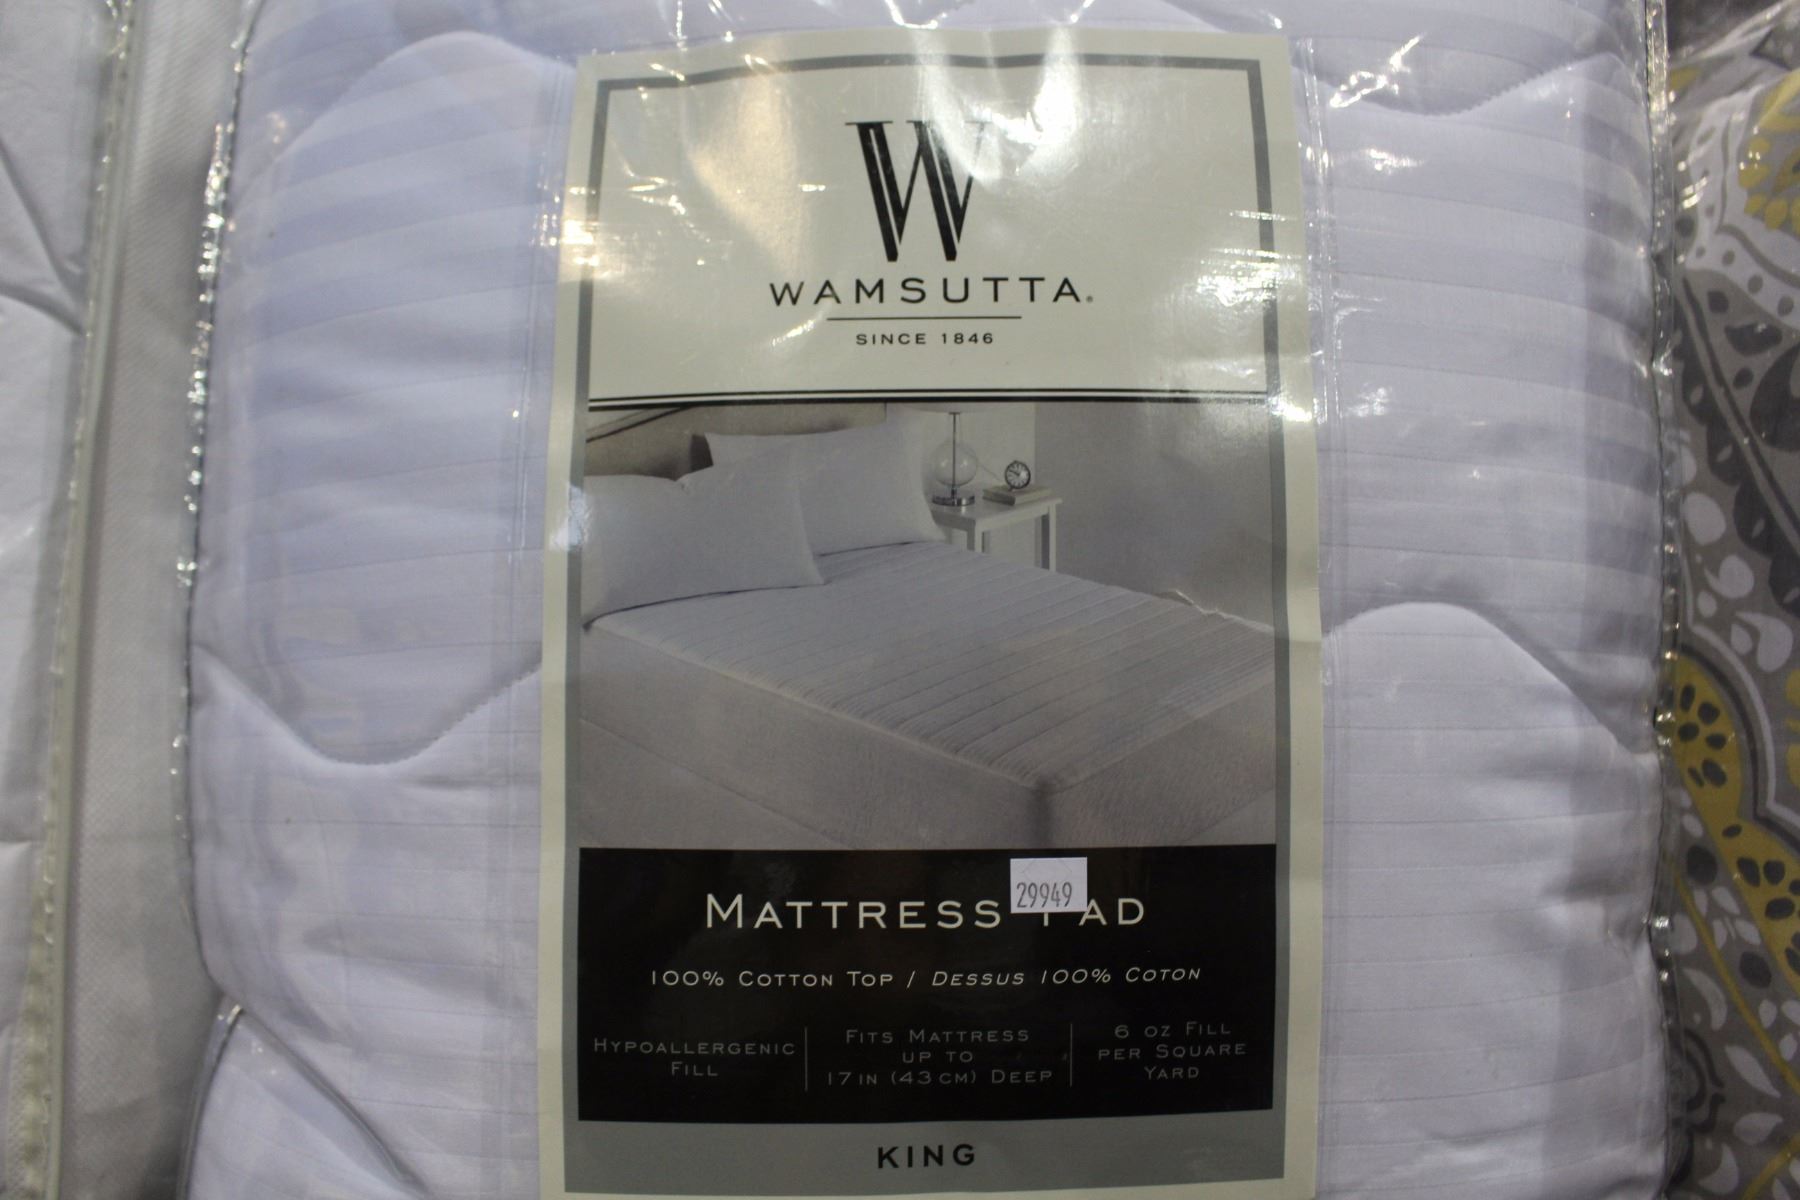 W
WAMSUTTA®
SINCE 1846
29949
MATTRESS PAD
100% COTTON TOP / DESSUS 100% COTON
HYPOALLERGENIC
FILL
FITS MATTRESS
UP TO
17 IN (43 CM) DEEP
6 OZ FILL
PER SQUARE
YARD
KING